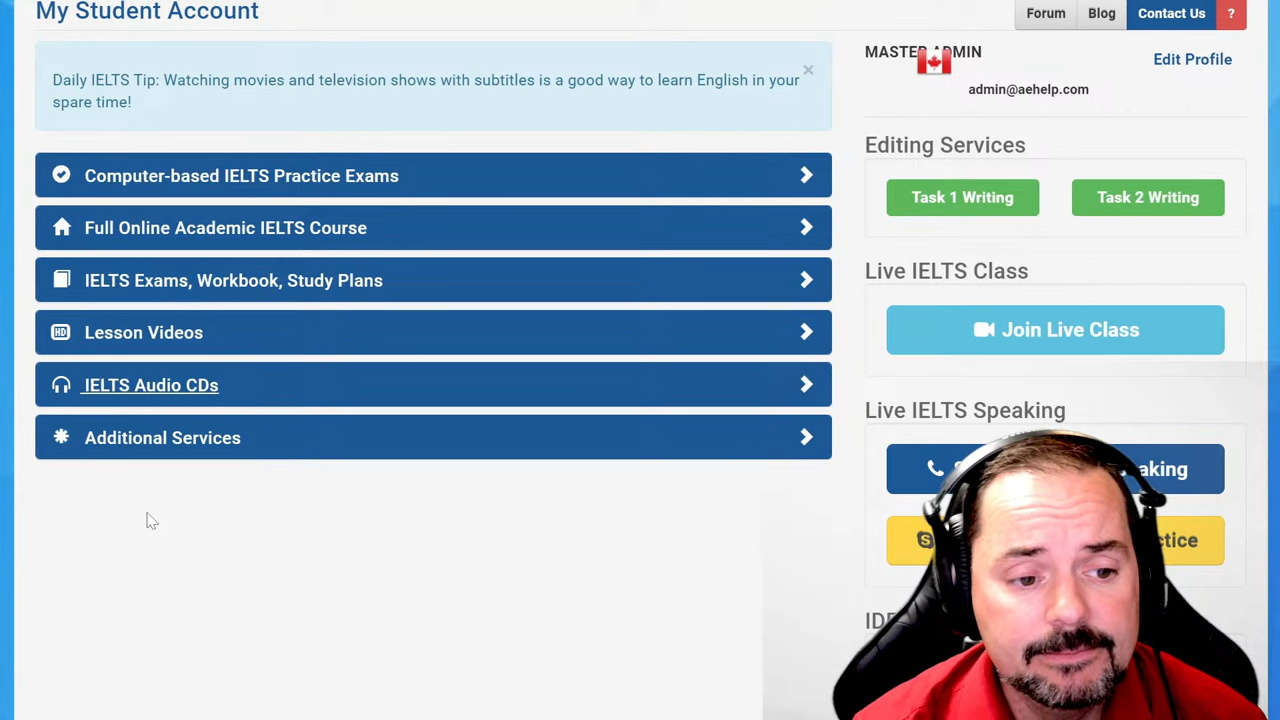 My Student Account
Forum
Blog
Contact Us
?
Daily IELTS Tip: Watching movies and television shows with subtitles is a good way to learn English in your
spare time!
×
MASTER ADMIN
Edit Profile
admin@aehelp.com
Computer-based IELTS Practice Exams
Full Online Academic IELTS Course
IELTS Exams, Workbook, Study Plans
HD Lesson Videos
IELTS Audio CDs
Additional Services
Editing Services
Task 1 Writing
Task 2 Writing
Live IELTS Class
Join Live Class
Live IELTS Speaking